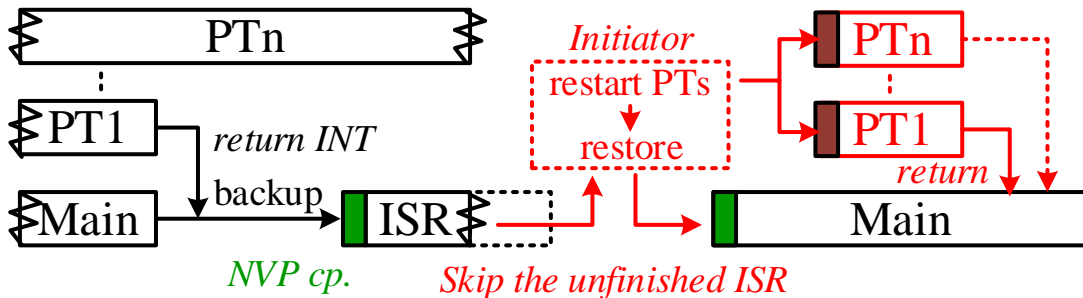 PTn
PT1
return INT
Main
backup
ISR
NVP cp.
Skip the unfinished ISR
Initiator
restart PTs
restore
PTn
PT1
return
Main